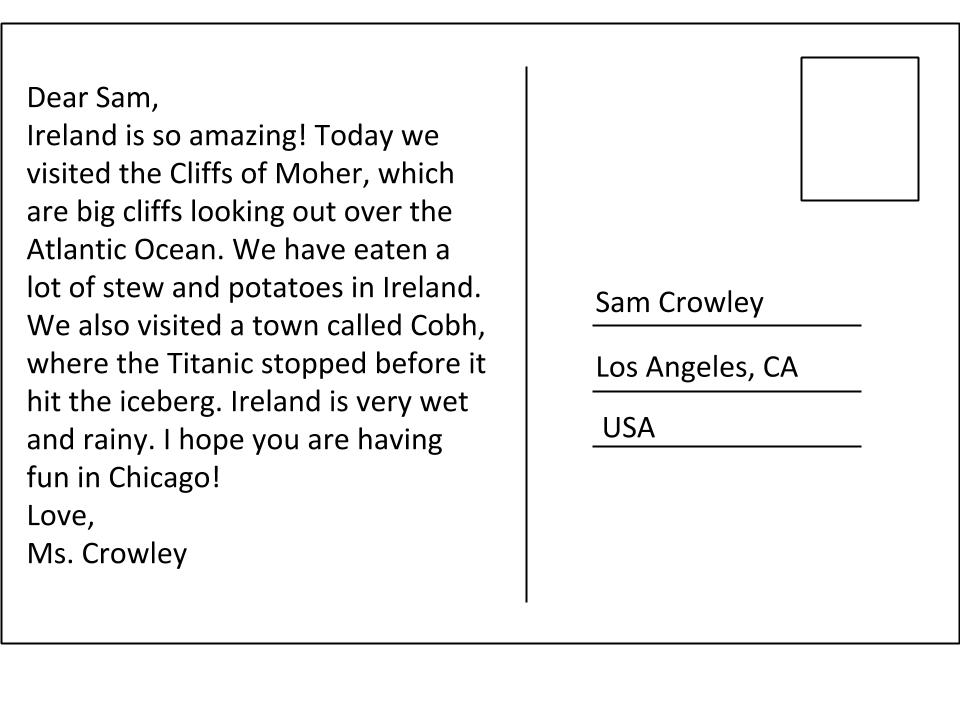 Dear Sam,
Ireland is so amazing! Today we
visited the Cliffs of Moher, which
are big cliffs looking out over the
Atlantic Ocean. We have eaten a
lot of stew and potatoes in Ireland.
We also visited a town called Cobh,
where the Titanic stopped before it
hit the iceberg. Ireland is very wet
and rainy. I hope you are having
fun in Chicago!
Love,
Ms. Crowley
Sam Crowley
Los Angeles, CA
USA